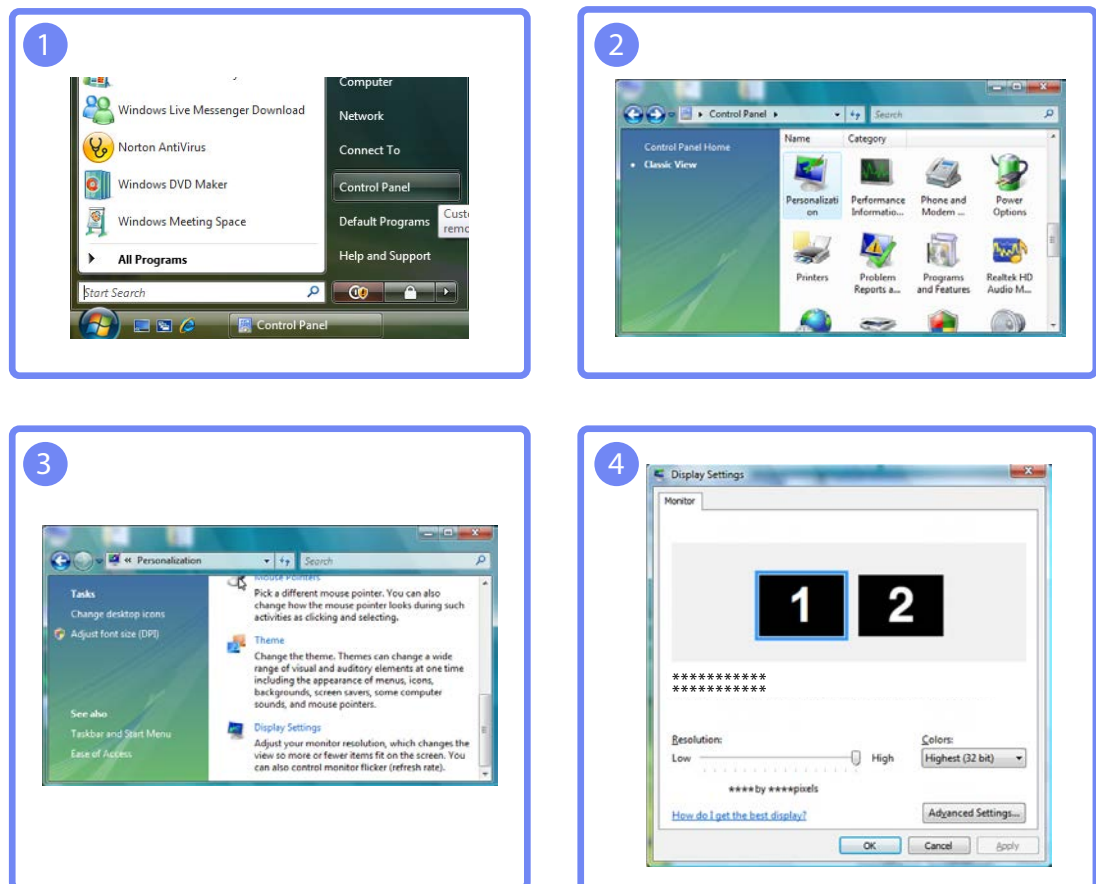 1
Computer
Windows Live Messenger Download
Network
Norton AntiVirus
Connect To
Windows DVD Maker
Control Panel
Windows Meeting Space
Default Programs
Custo
remo
All Programs
Help and Support
Start Search
Control Panel
2
Control Panel
Search
Control Panel Home
Classic View
Name Category
Personalizati
on
Performance
Informatio...
Phone and
Modem ...
Power
Options
Printers
Problem
Reports a...
Programs
and Features
Realtek HD
Audio M...
3
« Personalization
Search
Tasks
Change desktop icons
Adjust font size (DPI)
See also
Taskbar and Start Menu
Ease of Access
Mouse Pointers
Pick a different mouse pointer. You can also
change how the mouse pointer looks during such
activities as clicking and selecting.
Theme
Change the theme. Themes can change a wide
range of visual and auditory elements at one time
including the appearance of menus, icons,
backgrounds, screen savers, some computer
sounds, and mouse pointers.
Display Settings
Adjust your monitor resolution, which changes the
view so more or fewer items fit on the screen. You
can also control monitor flicker (refresh rate).
4
Display Settings
Monitor
1 2
***********
***********
Resolution:
Low High
****by ****pixels
Colors:
Highest (32 bit)
How do I get the best display?
Advanced Settings...
OK Cancel Apply